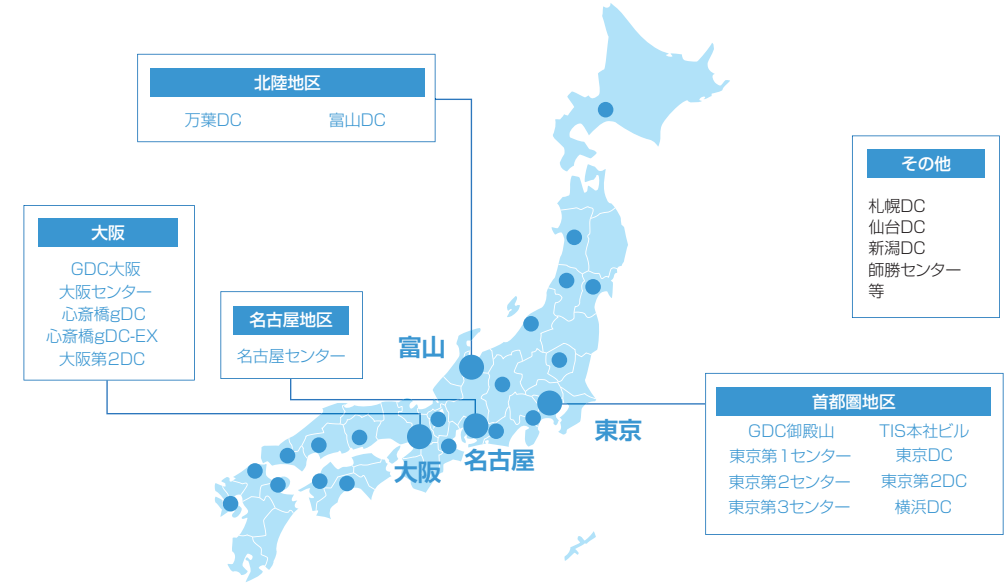 北陸地区
万葉DC 富山DC
その他
札幌DC
仙台DC
新潟DC
師勝センター
等
大阪
GDC大阪
大阪センター
心斎橋gDC
心斎橋gDC-EX
大阪第2DC
名古屋地区
名古屋センター
富山
東京
名古屋
大阪
首都圏地区
GDC御殿山 TIS本社ビル
東京第1センター 東京DC
東京第2センター 東京第2DC
東京第3センター 横浜DC